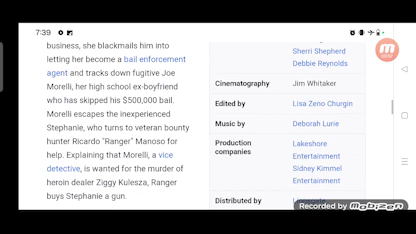 7:39
business, she blackmails him into
letting her become a bail enforcement
agent and tracks down fugitive Joe
Morelli, her high school ex-boyfriend
who has skipped his $500,000 bail.
Morelli escapes the inexperienced
Stephanie, who turns to veteran bounty
hunter Ricardo "Ranger" Manoso for
help. Explaining that Morelli, a vice
detective, is wanted for the murder of
heroin dealer Ziggy Kulesza, Ranger
buys Stephanie a gun.
Sherri Shepherd
Debbie Reynolds
Cinematography Jim Whitaker
Edited by Lisa Zeno Churgin
Music by Deborah Lurie
Production Lakeshore
companies Entertainment
Sidney Kimmel
Entertainment
Distributed by
Recorded by
MOBIZEN